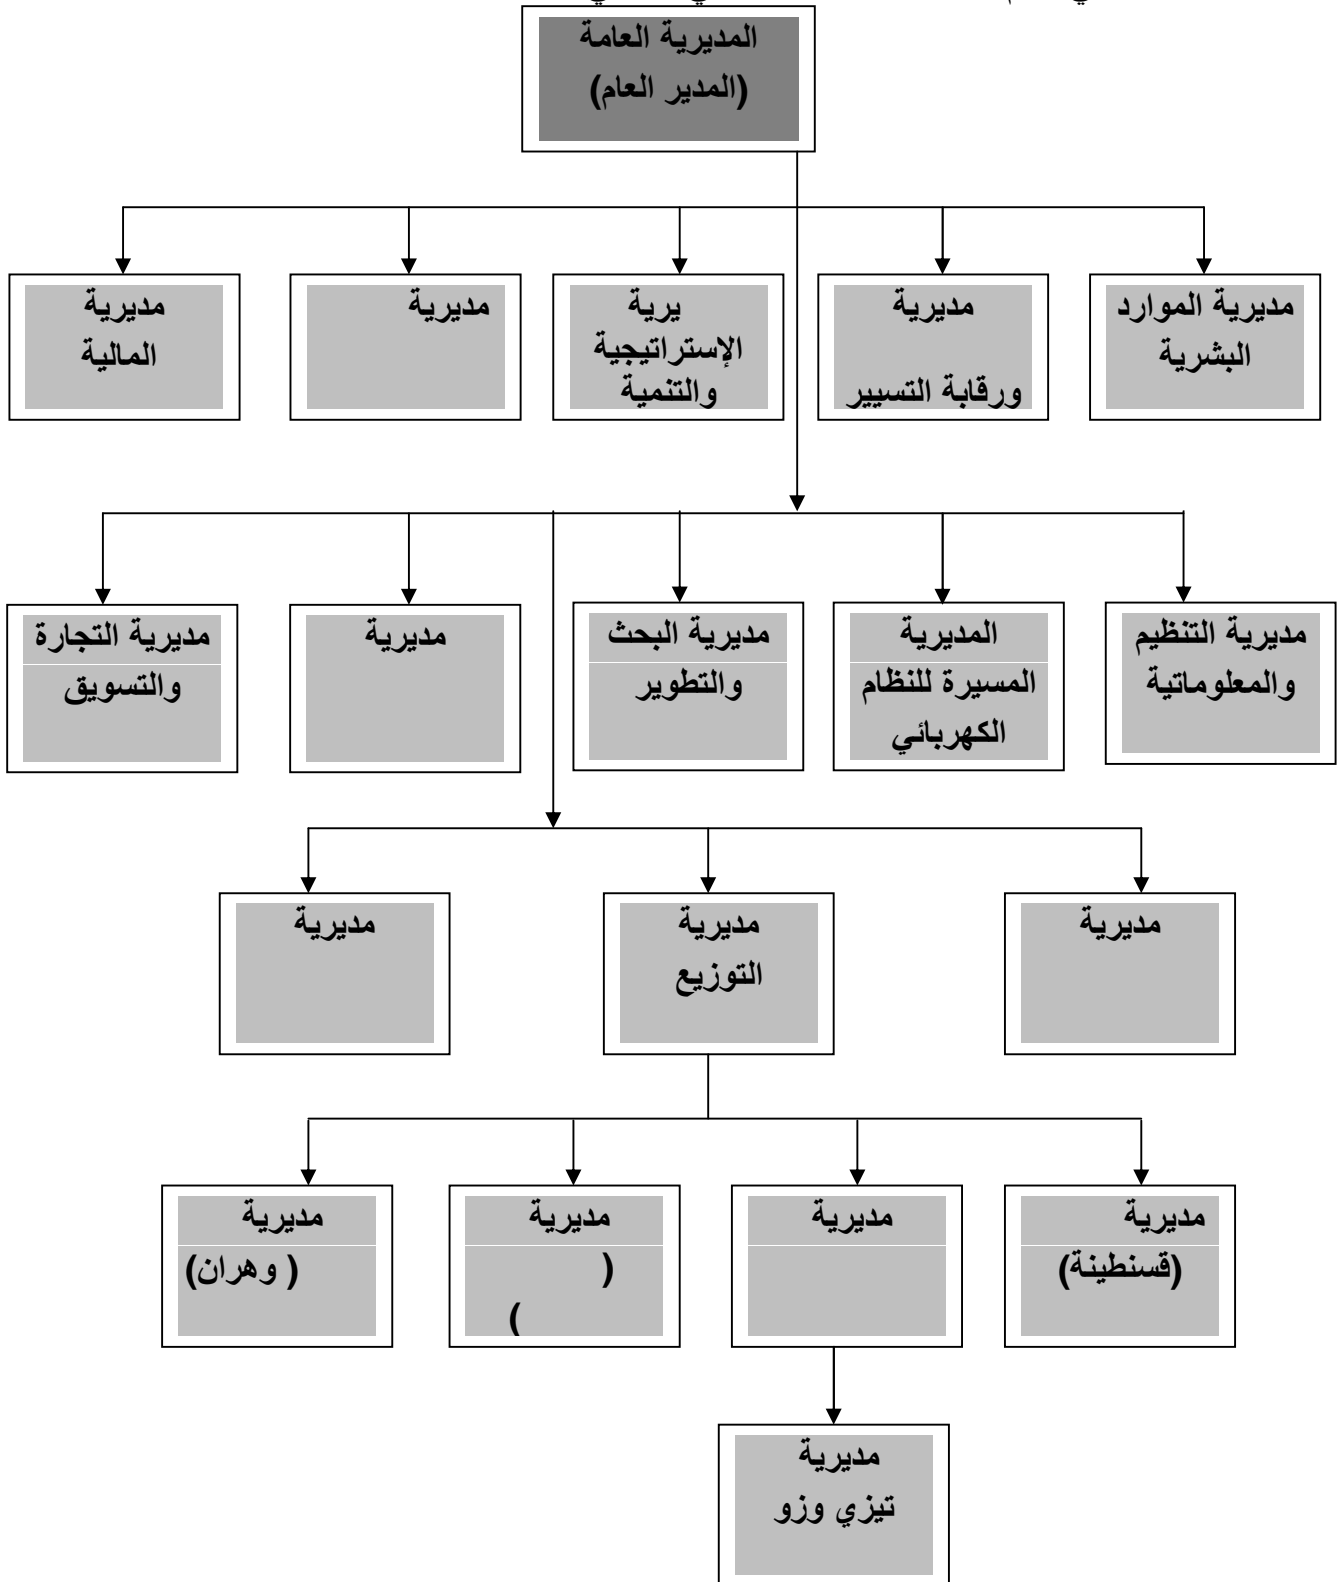 المديرية العامة
(المدير العام)
مديرية الموارد
البشرية
مديرية
ورقابة التسيير
يرية
الإستراتيجية
والتنمية
مديرية
مديرية
المالية
مديرية التنظيم
والمعلوماتية
المديرية
المسيرة للنظام
الكهربائي
مديرية البحث
والتطوير
مديرية
مديرية التجارة
والتسويق
مديرية
مديرية
التوزيع
مديرية
مديرية
(قسنطينة)
مديرية
مديرية
(
)
مديرية
( وهران)
مديرية
تيزي وزو